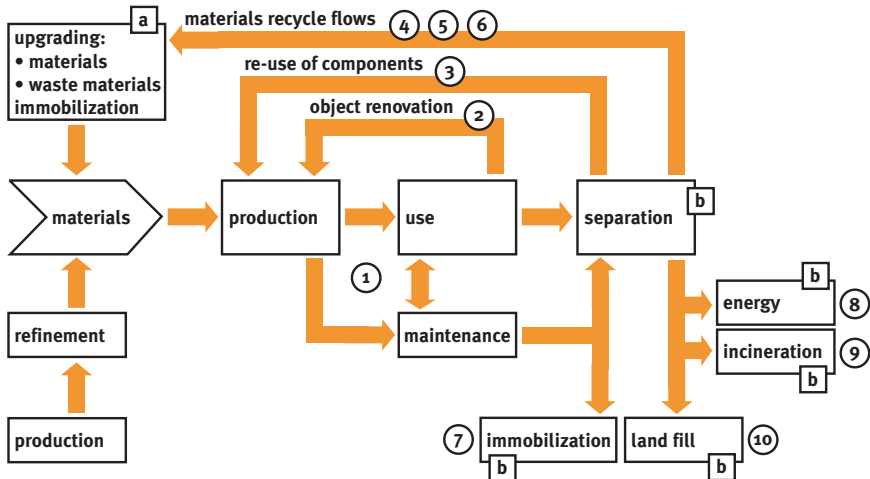 a
materials recycle flows
4 5 6
upgrading:
• materials
• waste materials
immobilization
re-use of components
3
object renovation
2
materials
production
use
separation
b
1
refinement
maintenance
b
energy
8
incineration
9
b
production
7
immobilization
b
land fill
10
b